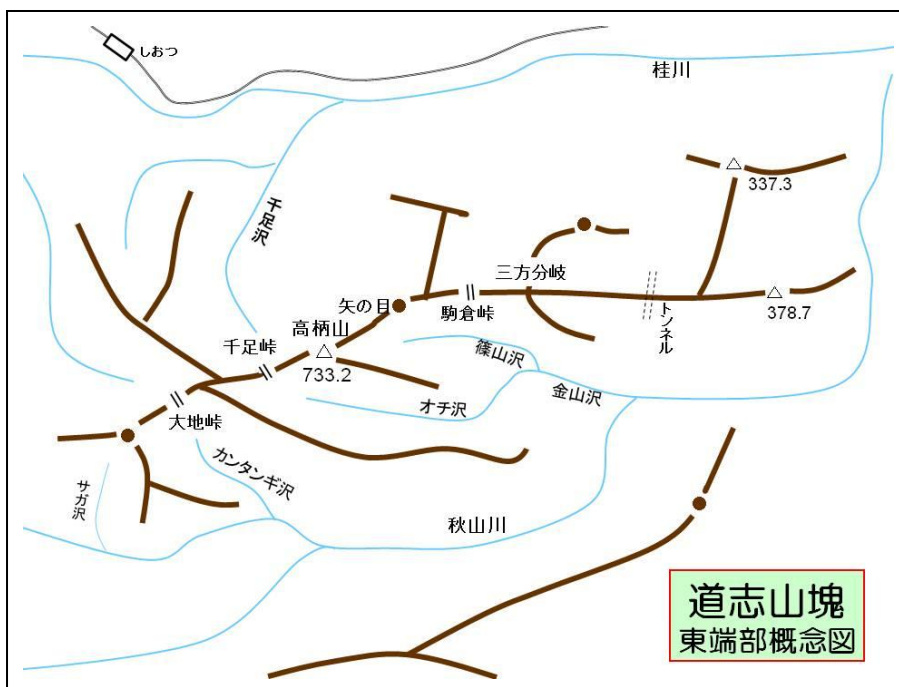 しおつ
桂川
337.3
千足沢
三方分岐
378.7
矢の目
駒倉峠
トンネル
高柄山
千足峠
733.2
篠山沢
金山沢
オチ沢
大地峠
カンタンギ沢
サガ沢
秋山川
道志山塊
東端部概念図